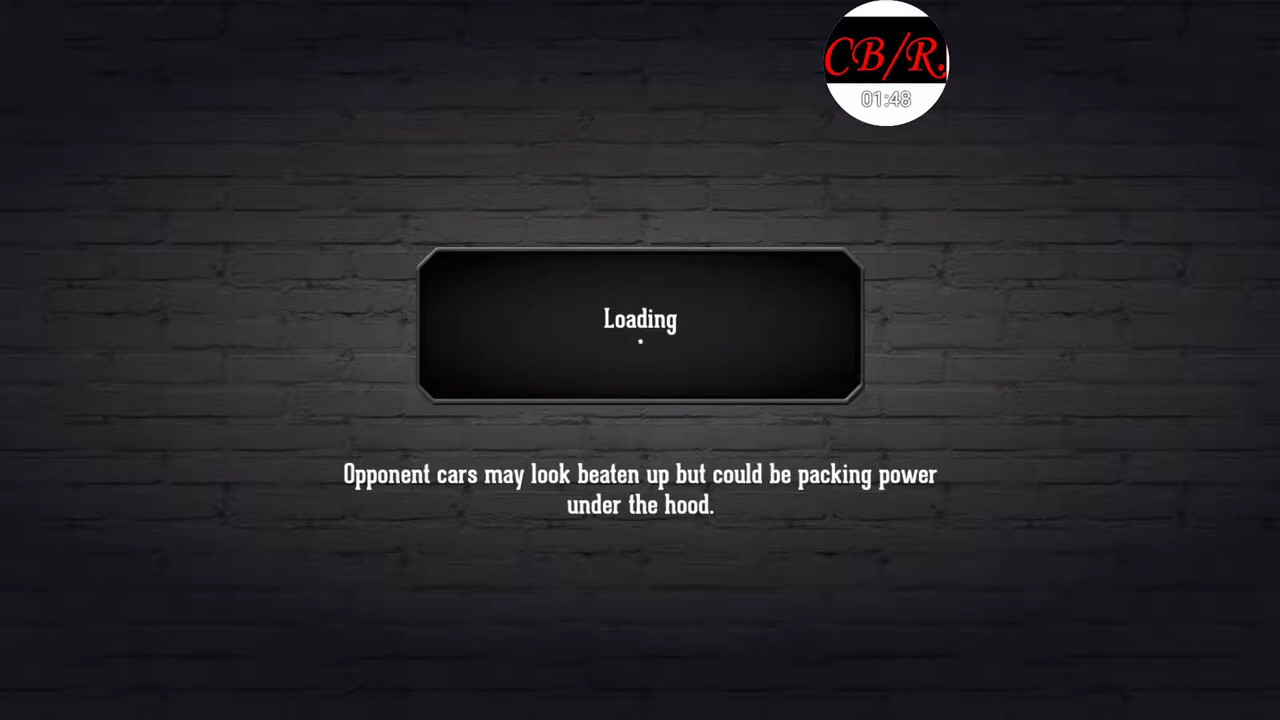 CB/R.
01:48
Loading
Opponent cars may look beaten up but could be packing power
under the hood.